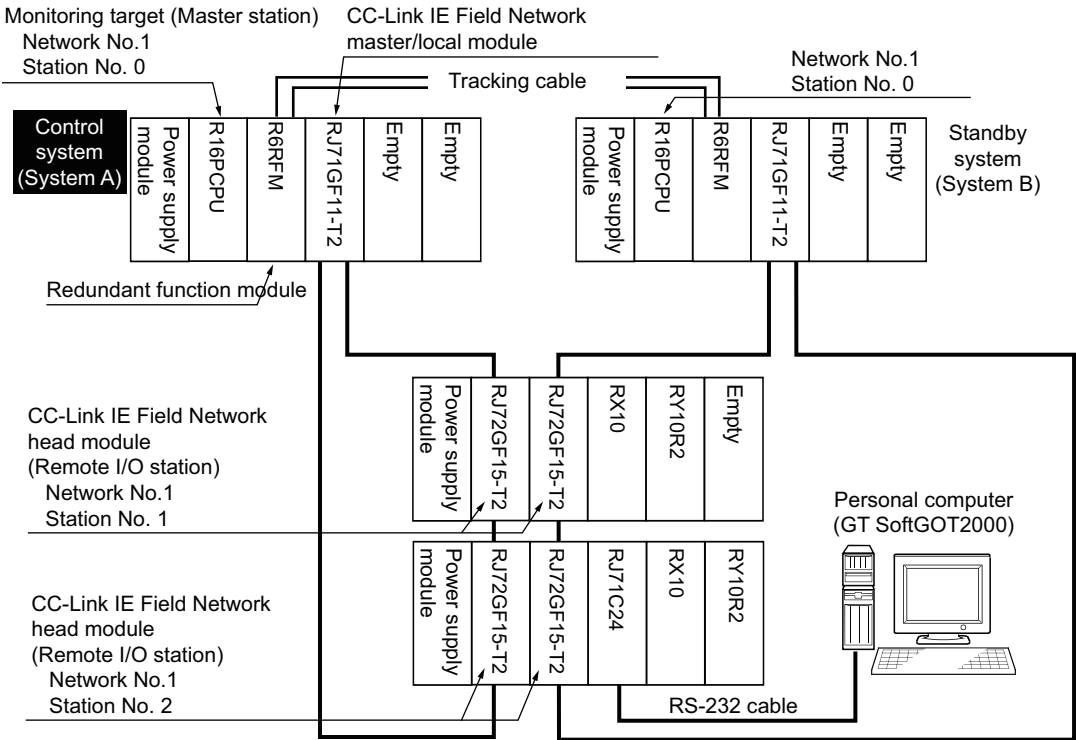 Monitoring target (Master station)
Network No.1
Station No. 0
CC-Link IE Field Network
master/local module
Network No.1
Station No. 0
Tracking cable
Control
system
(System A)
Power supply
module
R16PCPU
R6RFM
RJ71GF11-T2
Empty
Empty
Power supply
module
R16PCPU
R6RFM
RJ71GF11-T2
Empty
Empty
Standby
system
(System B)
Redundant function module
CC-Link IE Field Network
head module
(Remote I/O station)
Network No.1
Station No. 1
Power supply
module
RJ72GF15-T2
RJ72GF15-T2
RX10
RY10R2
Empty
Personal computer
(GT SoftGOT2000)
CC-Link IE Field Network
head module
(Remote I/O station)
Network No.1
Station No. 2
Power supply
module
RJ72GF15-T2
RJ72GF15-T2
RJ71C24
RX10
RY10R2
RS-232 cable